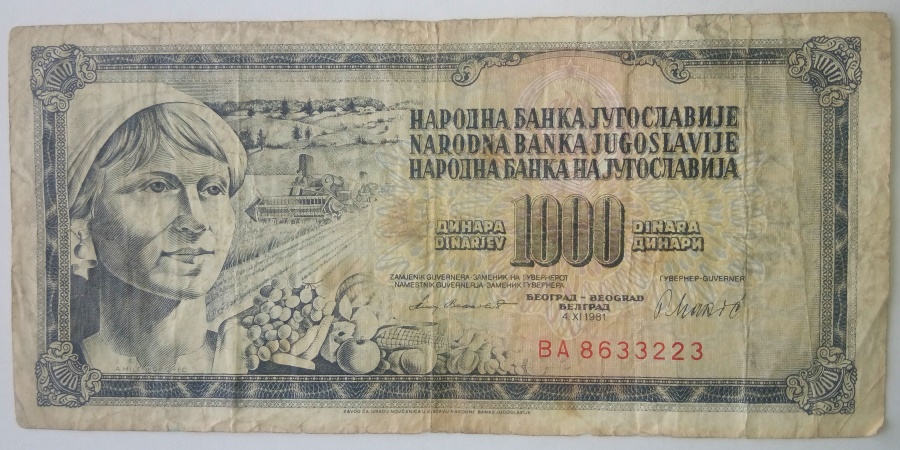 НАРОДНА БАНКА ЈУГОСЛАВИЈЕ
NARODNA BANKA JUGOSLAVIJE
НАРОДНА БАНКА НА ЈУГОСЛАВИЈА
ДИНАРА 1000 DINARA
DINARJEV ДИНАРИ
ZAMJENIK GUVERNERA-ЗАМЕНИК НА ГУВЕРНЕРОТ ГУВЕРНЕР-GUVERNER
NAMESTNIK GUVERNERJA-ЗАМЕНИК ГУВЕРНЕРА
БЕОГРАД - BEOGRAD
БЕЛГРАД
4.XI 1981
BA 8633223